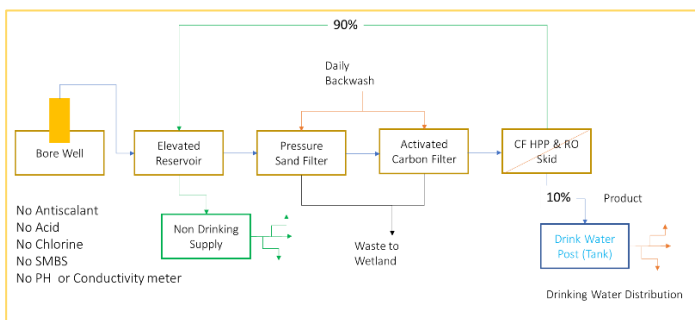 90%
Daily
Backwash
Bore Well
Elevated
Reservoir
Pressure
Sand Filter
Activated
Carbon Filter
CF HPP & RO
Skid
10%
Product
No Antiscalant
No Acid
No Chlorine
No SMBS
No PH or Conductivity meter
Non Drinking
Supply
Waste to
Wetland
Drink Water
Post (Tank)
Drinking Water Distribution